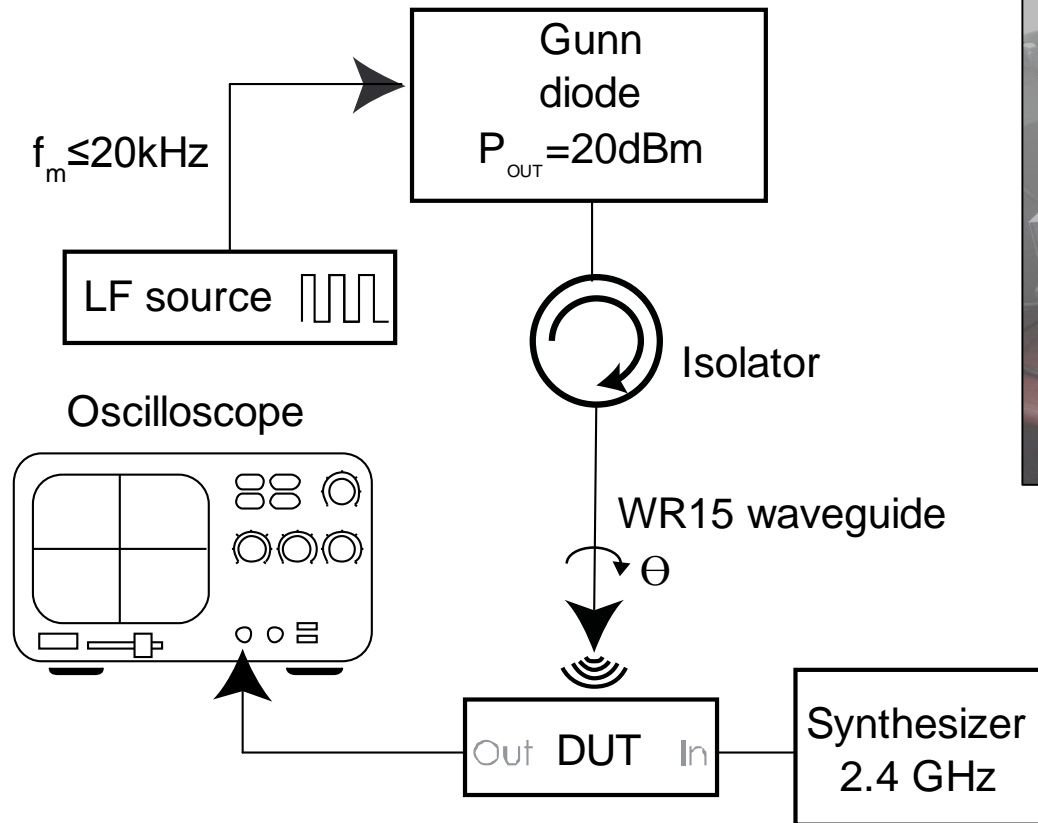 Gunn
diode
P_OUT=20dBm
f_m≤20kHz
LF source
Isolator
Oscilloscope
WR15 waveguide
Θ
Out DUT In
Synthesizer
2.4 GHz